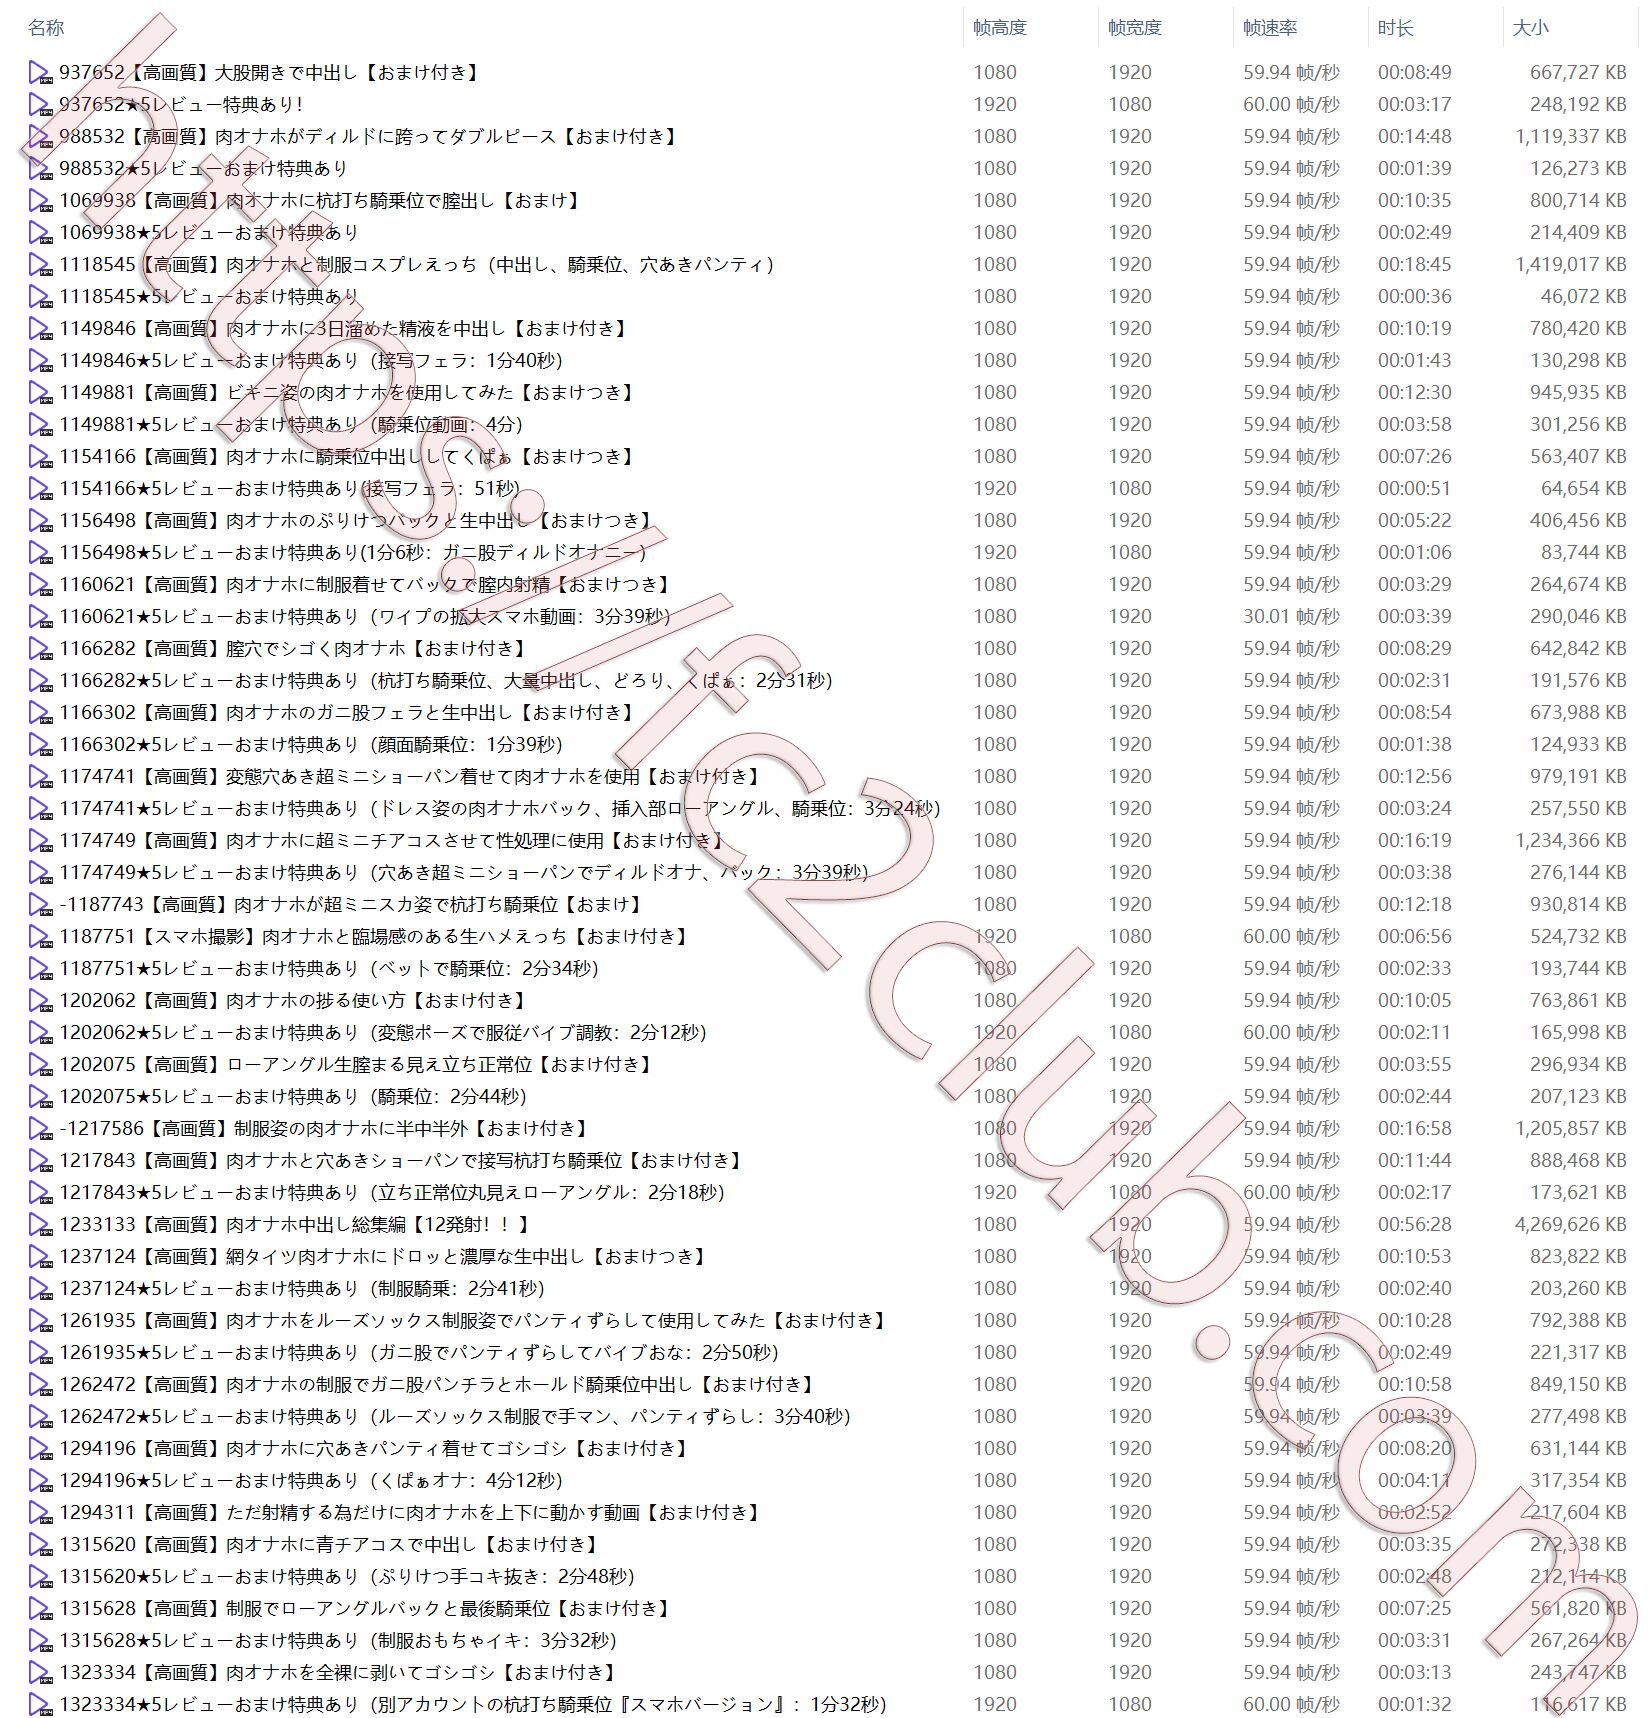 名称 帧高度 帧宽度 帧速率 时长 大小
937652【高画質】大股開きで中出し【おまけ付き】 1080 1920 59.94 帧/秒 00:08:49 667,727 KB
937652★5レビュー特典あり！ 1920 1080 60.00 帧/秒 00:03:17 248,192 KB
988532【高画質】肉オナホがディルドに跨ってダブルピース【おまけ付き】 1080 1920 59.94 帧/秒 00:14:48 1,119,337 KB
988532★5レビューおまけ特典あり 1080 1920 59.94 帧/秒 00:01:39 126,273 KB
1069938【高画質】肉オナホに杭打ち騎乗位で膣出し【おまけ】 1080 1920 59.94 帧/秒 00:10:35 800,714 KB
1069938★5レビューおまけ特典あり 1080 1920 59.94 帧/秒 00:02:49 214,409 KB
1118545【高画質】肉オナホと制服コスプレえっち（中出し、騎乗位、穴あきパンティ） 1080 1920 59.94 帧/秒 00:18:45 1,419,017 KB
1118545★5レビューおまけ特典あり 1080 1920 59.94 帧/秒 00:00:36 46,072 KB
1149846【高画質】肉オナホに3日溜めた精液を中出し【おまけ付き】 1080 1920 59.94 帧/秒 00:10:19 780,420 KB
1149846★5レビューおまけ特典あり（接写フェラ：1分40秒） 1080 1920 59.94 帧/秒 00:01:43 130,298 KB
1149881【高画質】ビキニ姿の肉オナホを使用してみた【おまけつき】 1080 1920 59.94 帧/秒 00:12:30 945,935 KB
1149881★5レビューおまけ特典あり（騎乗位動画：4分） 1080 1920 59.94 帧/秒 00:03:58 301,256 KB
1154166【高画質】肉オナホに騎乗位中出ししてくぱぁ【おまけつき】 1080 1920 59.94 帧/秒 00:07:26 563,407 KB
1154166★5レビューおまけ特典あり(接写フェラ：51秒) 1920 1080 59.94 帧/秒 00:00:51 64,654 KB
1156498【高画質】肉オナホのぷりけつバックと生中出し【おまけつき】 1080 1920 59.94 帧/秒 00:05:22 406,456 KB
1156498★5レビューおまけ特典あり(1分6秒：ガニ股ディルドオナニー) 1920 1080 59.94 帧/秒 00:01:06 83,744 KB
1160621【高画質】肉オナホに制服着せてバックで膣内射精【おまけつき】 1080 1920 59.94 帧/秒 00:03:29 264,674 KB
1160621★5レビューおまけ特典あり（ワイプの拡大スマホ動画：3分39秒） 1080 1920 30.01 帧/秒 00:03:39 290,046 KB
1166282【高画質】膣穴でシゴく肉オナホ【おまけ付き】 1080 1920 59.94 帧/秒 00:08:29 642,842 KB
1166282★5レビューおまけ特典あり（杭打ち騎乗位、大量中出し、どろり、くぱぁ：2分31秒） 1080 1920 59.94 帧/秒 00:02:31 191,576 KB
1166302【高画質】肉オナホのガニ股フェラと生中出し【おまけ付き】 1080 1920 59.94 帧/秒 00:08:54 673,988 KB
1166302★5レビューおまけ特典あり（顔面騎乗位：1分39秒） 1080 1920 59.94 帧/秒 00:01:38 124,933 KB
1174741【高画質】変態穴あき超ミニショーパン着せて肉オナホを使用【おまけ付き】 1080 1920 59.94 帧/秒 00:12:56 979,191 KB
1174741★5レビューおまけ特典あり（ドレス姿の肉オナホバック、挿入部ローアングル、騎乗位：3分24秒） 1080 1920 59.94 帧/秒 00:03:24 257,550 KB
1174749【高画質】肉オナホに超ミニチアコスさせて性処理に使用【おまけ付き】 1080 1920 59.94 帧/秒 00:16:19 1,234,366 KB
1174749★5レビューおまけ特典あり（穴あき超ミニショーパンでディルドオナ、バック：3分39秒） 1080 1920 59.94 帧/秒 00:03:38 276,144 KB
-1187743【高画質】肉オナホが超ミニスカ姿で杭打ち騎乗位【おまけ】 1080 1920 59.94 帧/秒 00:12:18 930,814 KB
1187751【スマホ撮影】肉オナホと臨場感のある生ハメえっち【おまけ付き】 1920 1080 60.00 帧/秒 00:06:56 524,732 KB
1187751★5レビューおまけ特典あり（ベットで騎乗位：2分34秒） 1080 1920 59.94 帧/秒 00:02:33 193,744 KB
1202062【高画質】肉オナホの捗る使い方【おまけ付き】 1080 1920 59.94 帧/秒 00:10:05 763,861 KB
1202062★5レビューおまけ特典あり（変態ポーズで服従バイブ調教：2分12秒） 1920 1080 60.00 帧/秒 00:02:11 165,998 KB
1202075【高画質】ローアングル生膣まる見え立ち正常位【おまけ付き】 1080 1920 59.94 帧/秒 00:03:55 296,934 KB
1202075★5レビューおまけ特典あり（騎乗位：2分44秒） 1080 1920 59.94 帧/秒 00:02:44 207,123 KB
-1217586【高画質】制服姿の肉オナホに半中半外【おまけ付き】 1080 1920 59.94 帧/秒 00:16:58 1,205,857 KB
1217843【高画質】肉オナホと穴あきショーパンで接写杭打ち騎乗位【おまけ付き】 1080 1920 59.94 帧/秒 00:11:44 888,468 KB
1217843★5レビューおまけ特典あり（立ち正常位丸見えローアングル：2分18秒） 1920 1080 60.00 帧/秒 00:02:17 173,621 KB
1233133【高画質】肉オナホ中出し総集編【12発射！！】 1080 1920 59.94 帧/秒 00:56:28 4,269,626 KB
1237124【高画質】網タイツ肉オナホにドロッと濃厚な生中出し【おまけつき】 1080 1920 59.94 帧/秒 00:10:53 823,822 KB
1237124★5レビューおまけ特典あり（制服騎乗：2分41秒） 1080 1920 59.94 帧/秒 00:02:40 203,260 KB
1261935【高画質】肉オナホをルーズソックス制服姿でパンティずらして使用してみた【おまけ付き】 1080 1920 59.94 帧/秒 00:10:28 792,388 KB
1261935★5レビューおまけ特典あり（ガニ股でパンティずらしてバイブおな：2分50秒） 1080 1920 59.94 帧/秒 00:02:49 221,317 KB
1262472【高画質】肉オナホの制服でガニ股パンチラとホールド騎乗位中出し【おまけ付き】 1080 1920 59.94 帧/秒 00:10:58 849,150 KB
1262472★5レビューおまけ特典あり（ルーズソックス制服で手マン、パンティずらし：3分40秒） 1080 1920 59.94 帧/秒 00:03:39 277,498 KB
1294196【高画質】肉オナホに穴あきパンティ着せてゴシゴシ【おまけ付き】 1080 1920 59.94 帧/秒 00:08:20 631,144 KB
1294196★5レビューおまけ特典あり（くぱぁオナ：4分12秒） 1080 1920 59.94 帧/秒 00:04:11 317,354 KB
1294311【高画質】ただ射精する為だけに肉オナホを上下に動かす動画【おまけ付き】 1080 1920 59.94 帧/秒 00:02:52 217,604 KB
1315620【高画質】肉オナホに青チアコスで中出し【おまけ付き】 1080 1920 59.94 帧/秒 00:03:35 272,338 KB
1315620★5レビューおまけ特典あり（ぷりけつ手コキ抜き：2分48秒） 1080 1920 59.94 帧/秒 00:02:48 212,114 KB
1315628【高画質】制服でローアングルバックと最後騎乗位【おまけ付き】 1080 1920 59.94 帧/秒 00:07:25 561,820 KB
1315628★5レビューおまけ特典あり（制服おもちゃイキ：3分32秒） 1080 1920 59.94 帧/秒 00:03:31 267,264 KB
1323334【高画質】肉オナホを全裸に剥いてゴシゴシ【おまけ付き】 1080 1920 59.94 帧/秒 00:03:13 243,747 KB
1323334★5レビューおまけ特典あり（別アカウントの杭打ち騎乗位『スマホバージョン』：1分32秒） 1920 1080 60.00 帧/秒 00:01:32 116,617 KB
https://fc2club.com